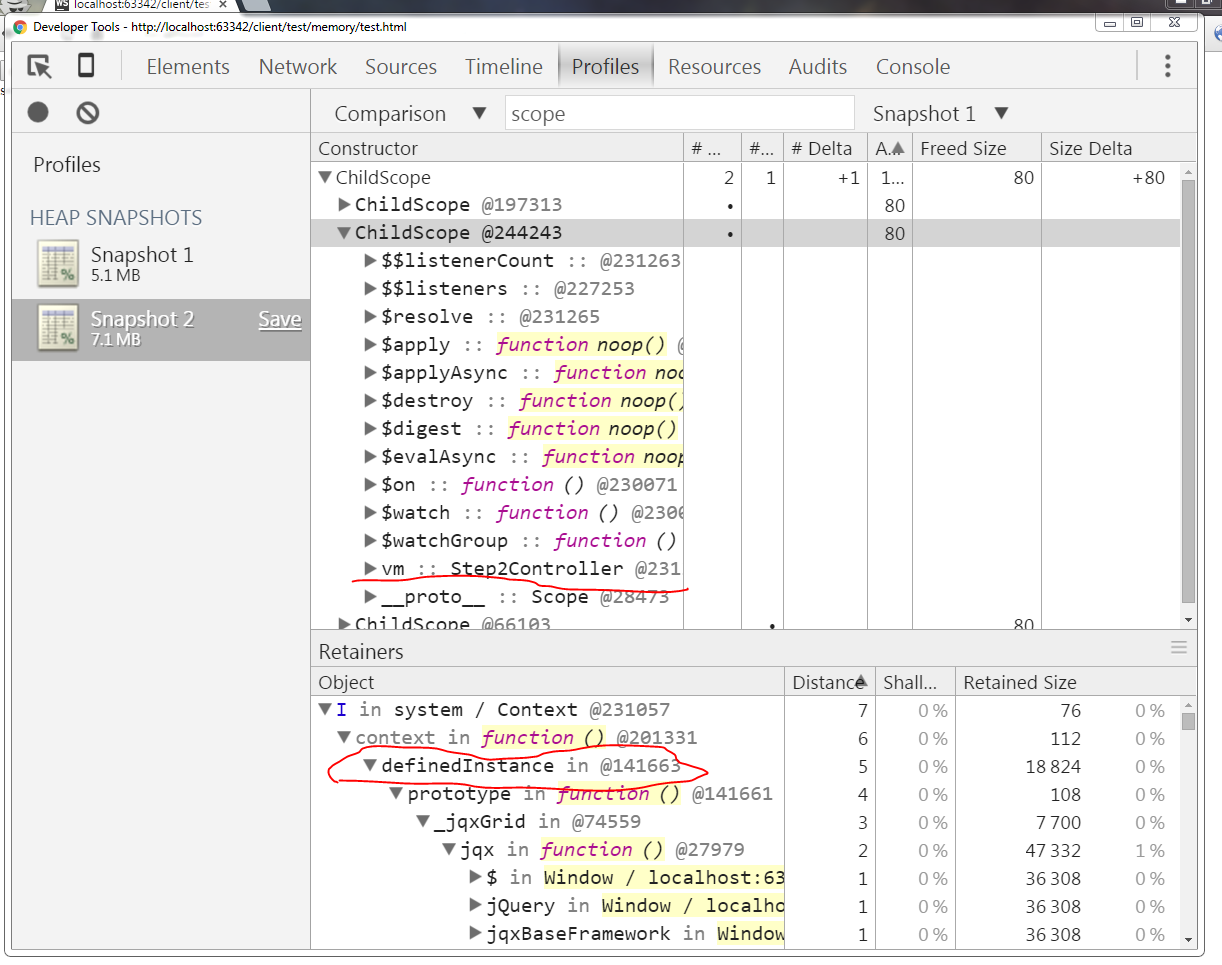 WS localhost:63342/client/tes ×
Developer Tools - http://localhost:63342/client/test/memory/test.html
Elements Network Sources Timeline Profiles Resources Audits Console
Comparison ▼ scope Snapshot 1 ▼
Profiles
HEAP SNAPSHOTS
Snapshot 1
5.1 MB
Snapshot 2 Save
7.1 MB
Constructor # ... #... # Delta A.. Freed Size Size Delta
▼ChildScope 2 1 +1 1... 80 +80
▶ChildScope @197313 • 80
▼ChildScope @244243 • 80
▶$$listenerCount :: @231263
▶$$listeners :: @227253
▶$resolve :: @231265
▶$apply :: function noop() @
▶$applyAsync :: function noo
▶$destroy :: function noop()
▶$digest :: function noop()
▶$evalAsync :: function noop
▶$on :: function () @230071
▶$watch :: function () @2300
▶$watchGroup :: function ()
▶vm :: Step2Controller @231
▶__proto__ :: Scope @28473
▶ChildScope @66103 • 80
Retainers
Object Distance Shall... Retained Size
▼I in system / Context @231057 7 0 % 76 0 %
▼context in function () @201331 6 0 % 112 0 %
▼definedInstance in @141663 5 0 % 18 824 0 %
▼prototype in function () @141661 4 0 % 108 0 %
▼_jqxGrid in @74559 3 0 % 7 700 0 %
▼jqx in function () @27979 2 0 % 47 332 1 %
▶$ in Window / localhost:63 1 0 % 36 308 0 %
▶jQuery in Window / localho 1 0 % 36 308 0 %
▶jqxBaseFramework in Window 1 0 % 36 308 0 %